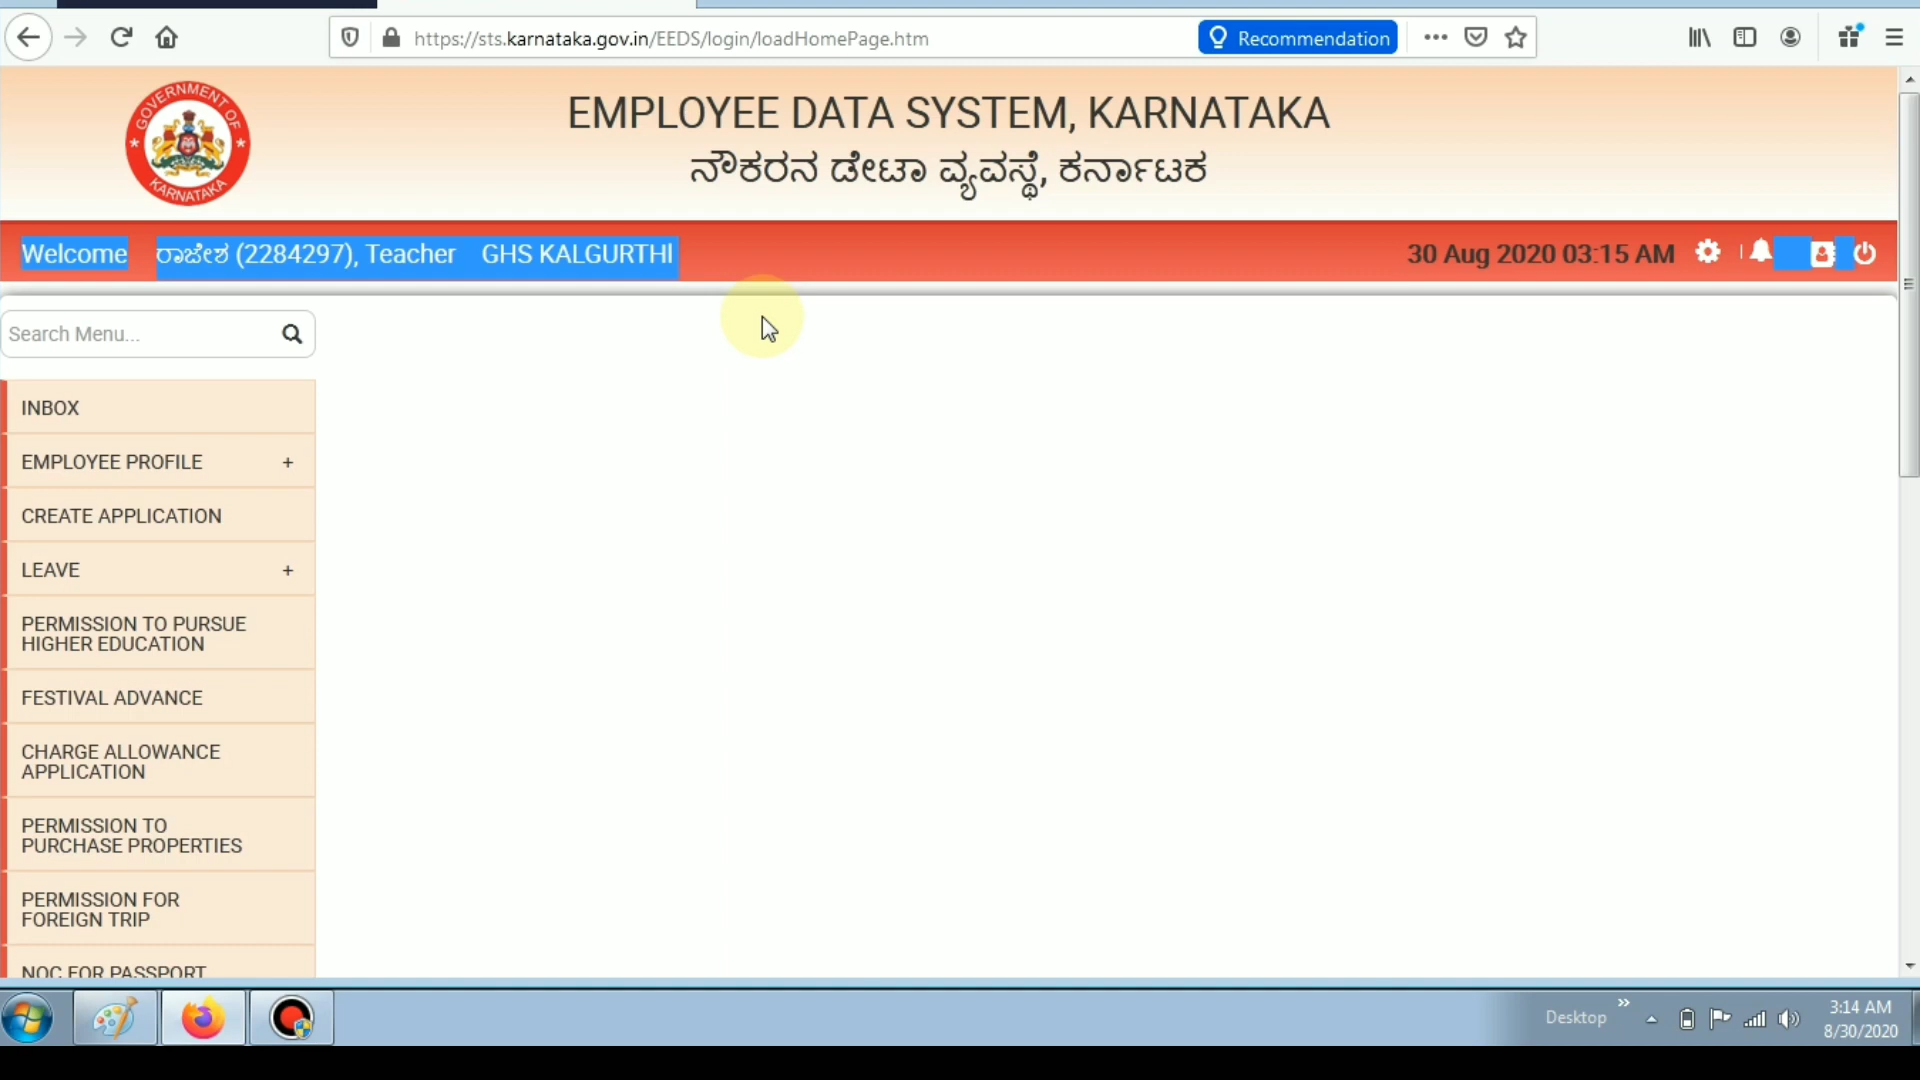 https://sts.karnataka.gov.in/EEDS/login/loadHomePage.htm
Recommendation
GOVERNMENT OF KARNATAKA
EMPLOYEE DATA SYSTEM, KARNATAKA
ನೌಕರನ ಡೇಟಾ ವ್ಯವಸ್ಥೆ, ಕರ್ನಾಟಕ
Welcome ರಾಜೇಶ (2284297), Teacher GHS KALGURTHI
30 Aug 2020 03:15 AM
Search Menu...
INBOX
EMPLOYEE PROFILE +
CREATE APPLICATION
LEAVE +
PERMISSION TO PURSUE
HIGHER EDUCATION
FESTIVAL ADVANCE
CHARGE ALLOWANCE
APPLICATION
PERMISSION TO
PURCHASE PROPERTIES
PERMISSION FOR
FOREIGN TRIP
NOC FOR PASSPORT
Desktop
3:14 AM
8/30/2020